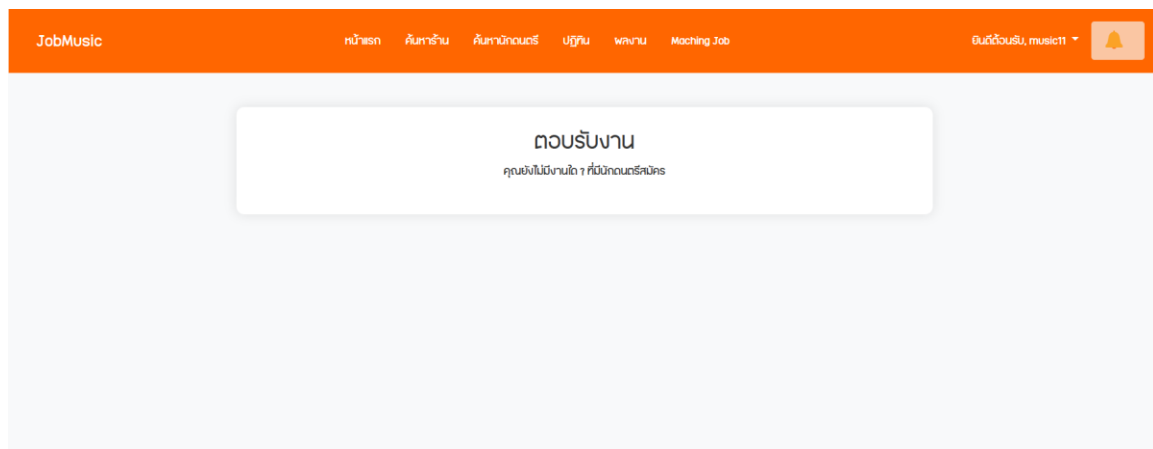 JobMusic
หน้าแรก ค้นหาร้าน ค้นหานักดนตรี ปฏิทิน ผลงาน Maching Job
ยินดีต้อนรับ, music11
ตอบรับงาน
คุณยังไม่มีงานใด ๆ ที่มีนักดนตรีสมัคร